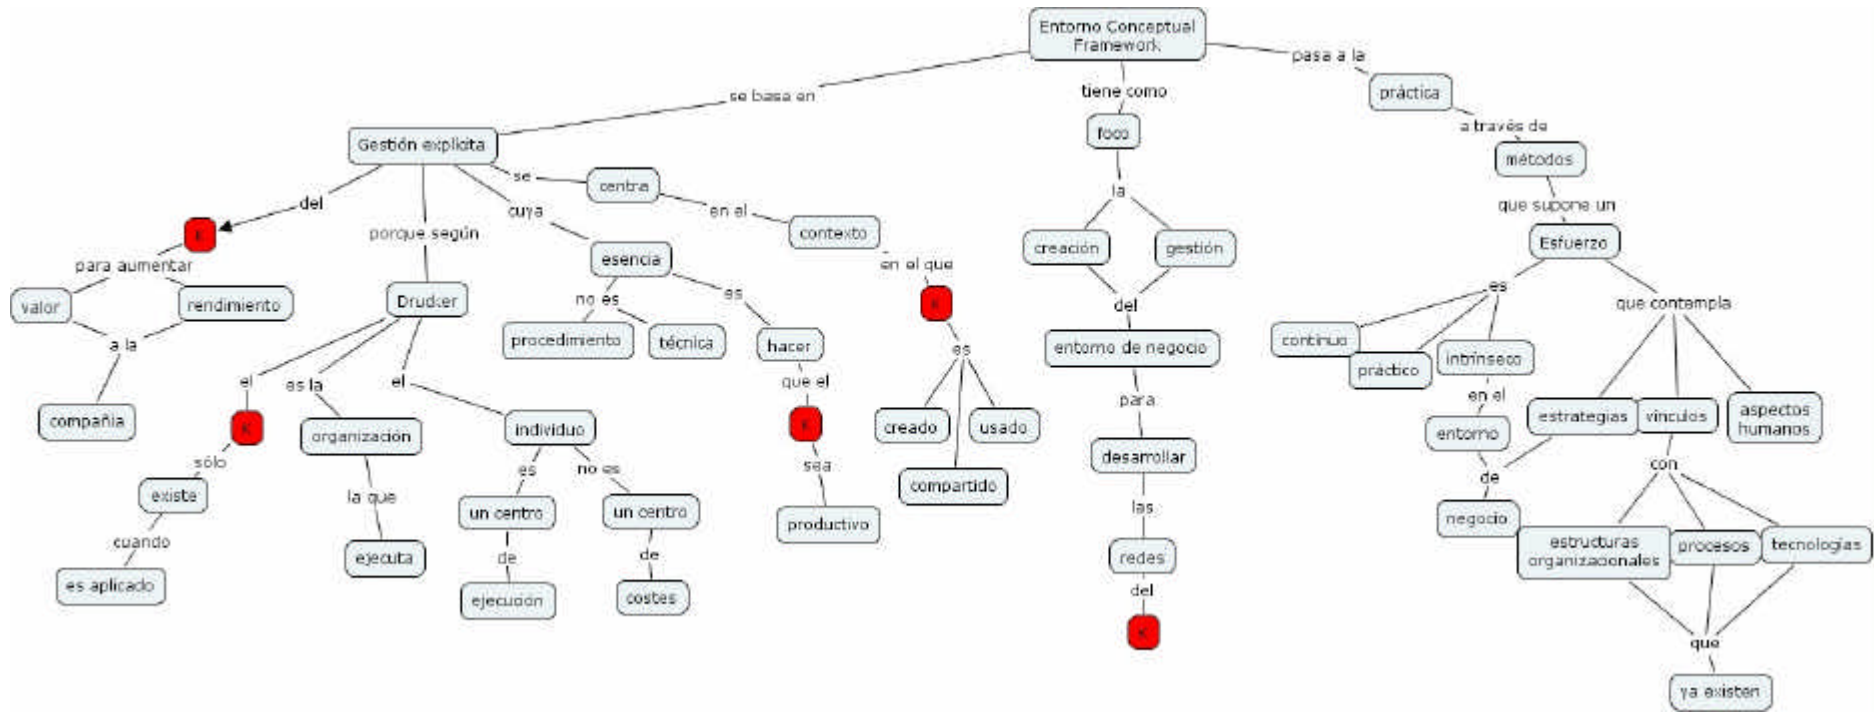 Entorno Conceptual
Framework
se basa en
tiene como
pasa a la
práctica
a través de
métodos
que supone un
Esfuerzo
Gestión explícita
foco
la
creación
gestión
del
entorno de negocio
para
desarrollar
las
redes
del
K
del
K
para aumentar
valor
rendimiento
a la
compañía
porque según
Drucker
el
K
sólo
existe
cuando
es aplicado
es la
organización
la que
ejecuta
el
individuo
es
un centro
de
ejecución
no es
un centro
de
costes
cuya
esencia
no es
procedimiento
técnica
es
hacer
que el
K
sea
productivo
se
centra
en el
contexto
en el que
K
es
creado
compartido
usado
es
continuo
práctico
intrínseco
en el
entorno
de
negocio
que contempla
estrategias
vínculos
aspectos
humanos
con
estructuras
organizacionales
procesos
tecnologías
que
ya existen